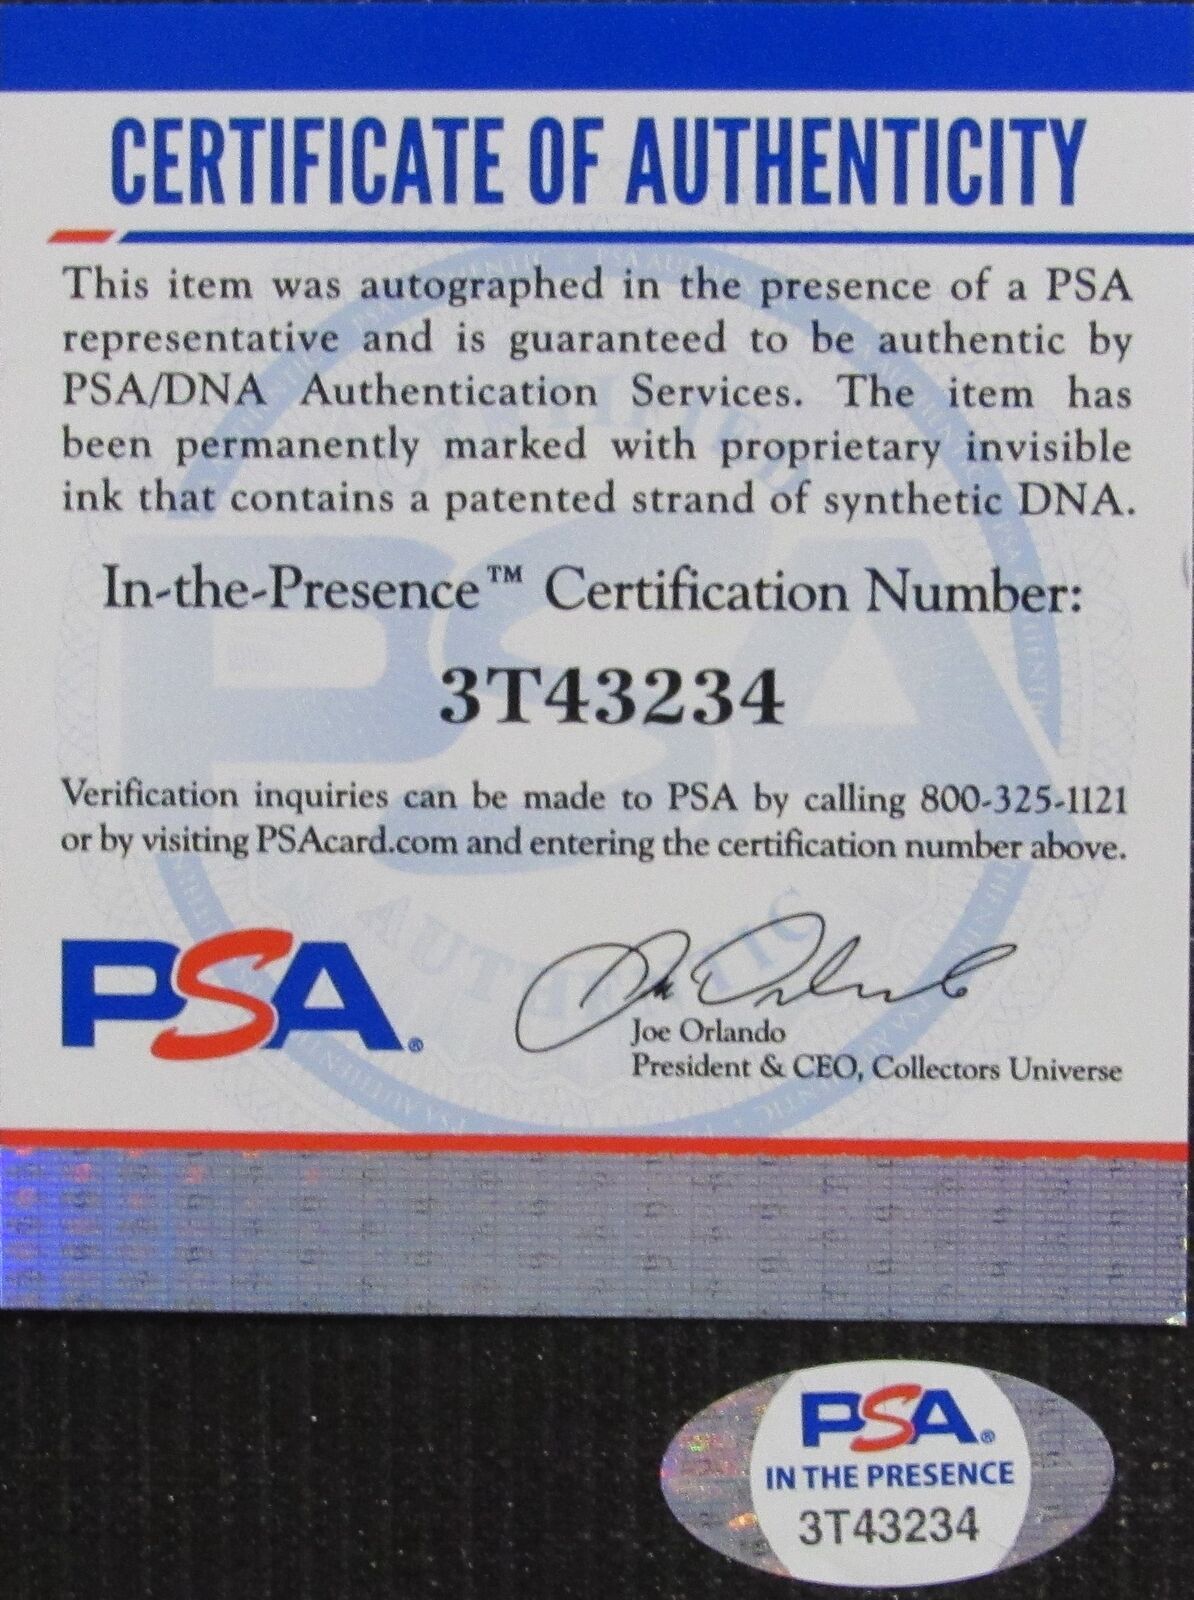 CERTIFICATE OF AUTHENTICITY
This item was autographed in the presence of a PSA
representative and is guaranteed to be authentic by
PSA/DNA Authentication Services. The item has
been permanently marked with proprietary invisible
ink that contains a patented strand of synthetic DNA.
In-the-Presence™ Certification Number:
3T43234
Verification inquiries can be made to PSA by calling 800-325-1121
or by visiting PSAcard.com and entering the certification number above.
PSA®
Joe Orlando
President & CEO, Collectors Universe
PSA®
IN THE PRESENCE
3T43234